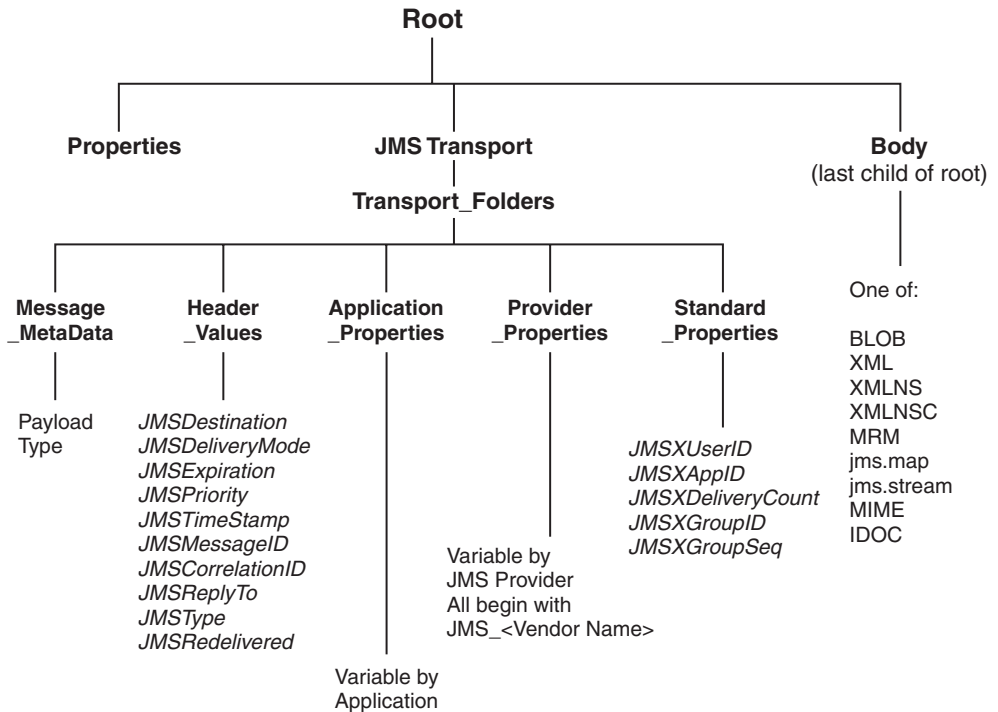 Root
Properties
JMS Transport
Body
(last child of root)
Transport_Folders
Message
_MetaData
Header
_Values
Application
_Properties
Provider
_Properties
Standard
_Properties
Payload
Type
JMSDestination
JMSDeliveryMode
JMSExpiration
JMSPriority
JMSTimeStamp
JMSMessageID
JMSCorrelationID
JMSReplyTo
JMSType
JMSRedelivered
Variable by
Application
Variable by
JMS Provider
All begin with
JMS_<Vendor Name>
JMSXUserID
JMSXAppID
JMSXDeliveryCount
JMSXGroupID
JMSXGroupSeq
One of:
BLOB
XML
XMLNS
XMLNSC
MRM
jms.map
jms.stream
MIME
IDOC